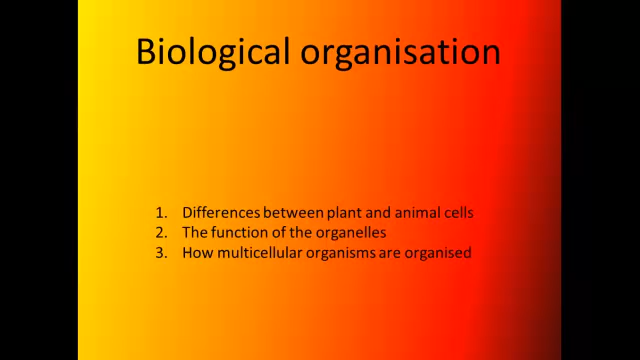 Biological organisation
1. Differences between plant and animal cells
2. The function of the organelles
3. How multicellular organisms are organised